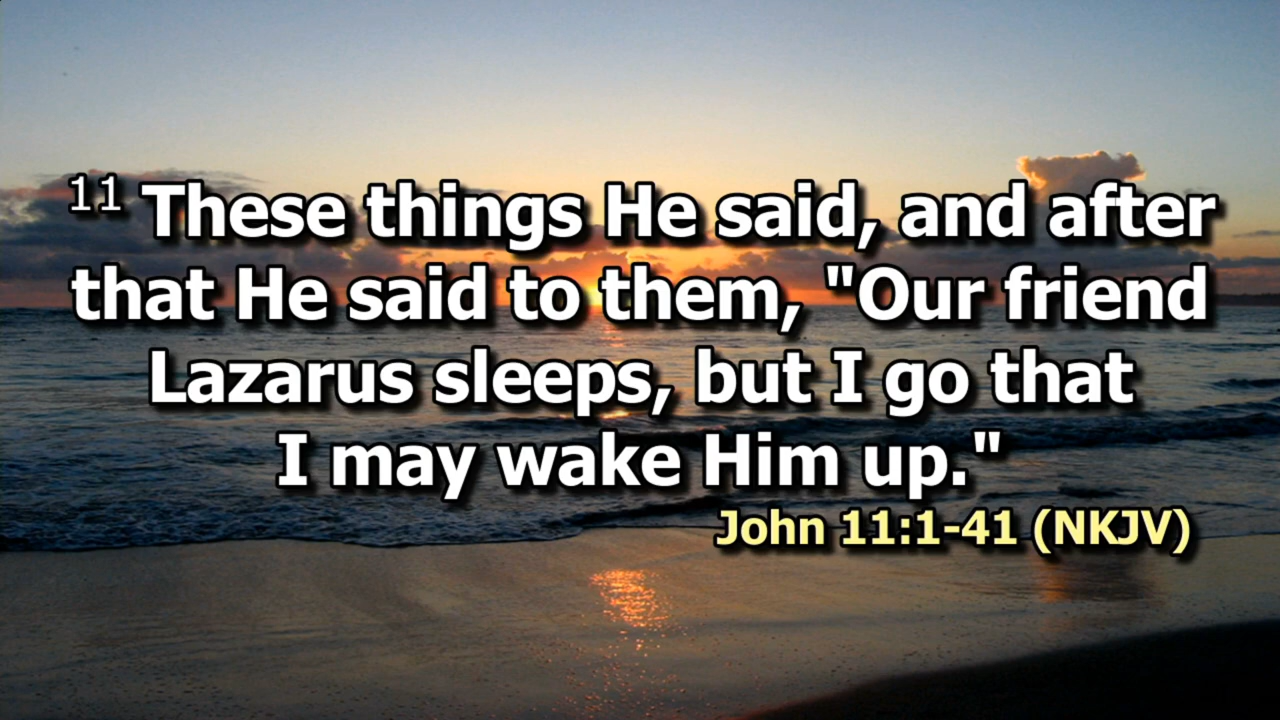 11 These things He said, and after
that He said to them, "Our friend
Lazarus sleeps, but I go that
I may wake Him up."
John 11:1-41 (NKJV)